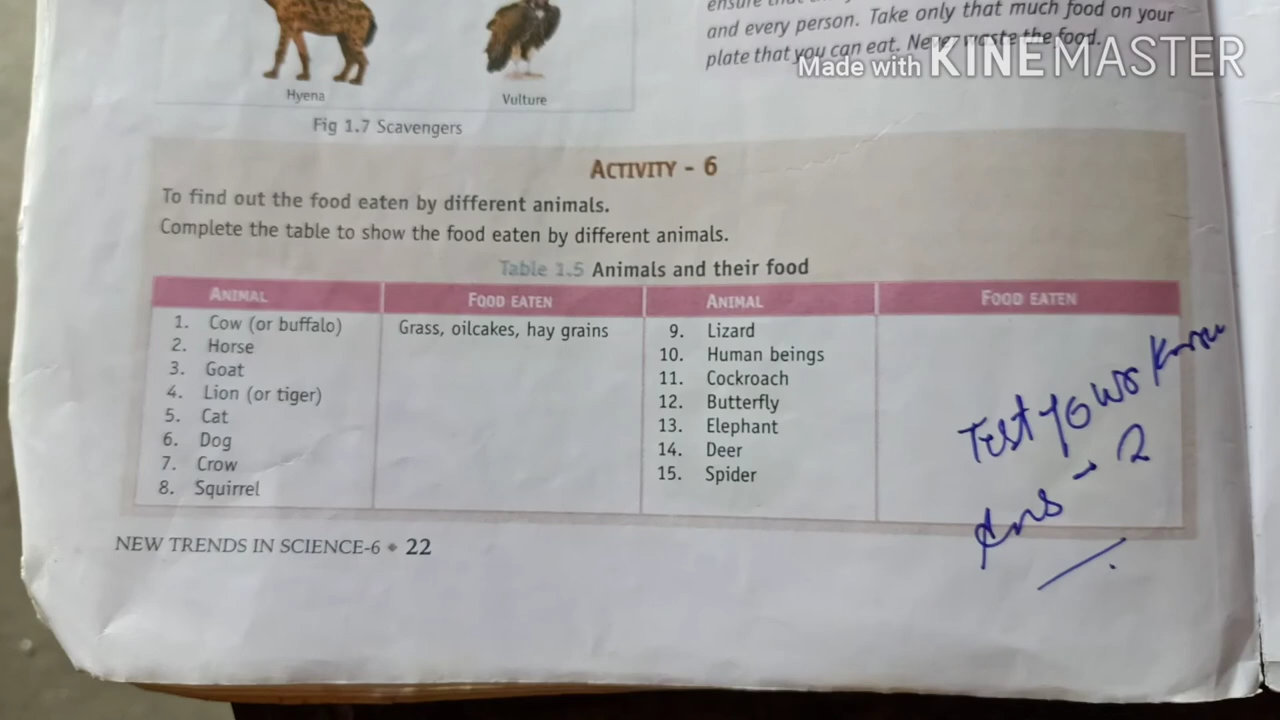 and every person. Take only that much food on your
plate that you can eat. Never waste the food.
Made with KINEMASTER
Hyena
Vulture
Fig 1.7 Scavengers
ACTIVITY - 6
To find out the food eaten by different animals.
Complete the table to show the food eaten by different animals.
Table 1.5 Animals and their food
ANIMAL FOOD EATEN ANIMAL FOOD EATEN
1. Cow (or buffalo) Grass, oilcakes, hay grains 9. Lizard
2. Horse 10. Human beings
3. Goat 11. Cockroach
4. Lion (or tiger) 12. Butterfly
5. Cat 13. Elephant
6. Dog 14. Deer
7. Crow 15. Spider
8. Squirrel
Test
Ans - 2
NEW TRENDS IN SCIENCE-6 ◆ 22